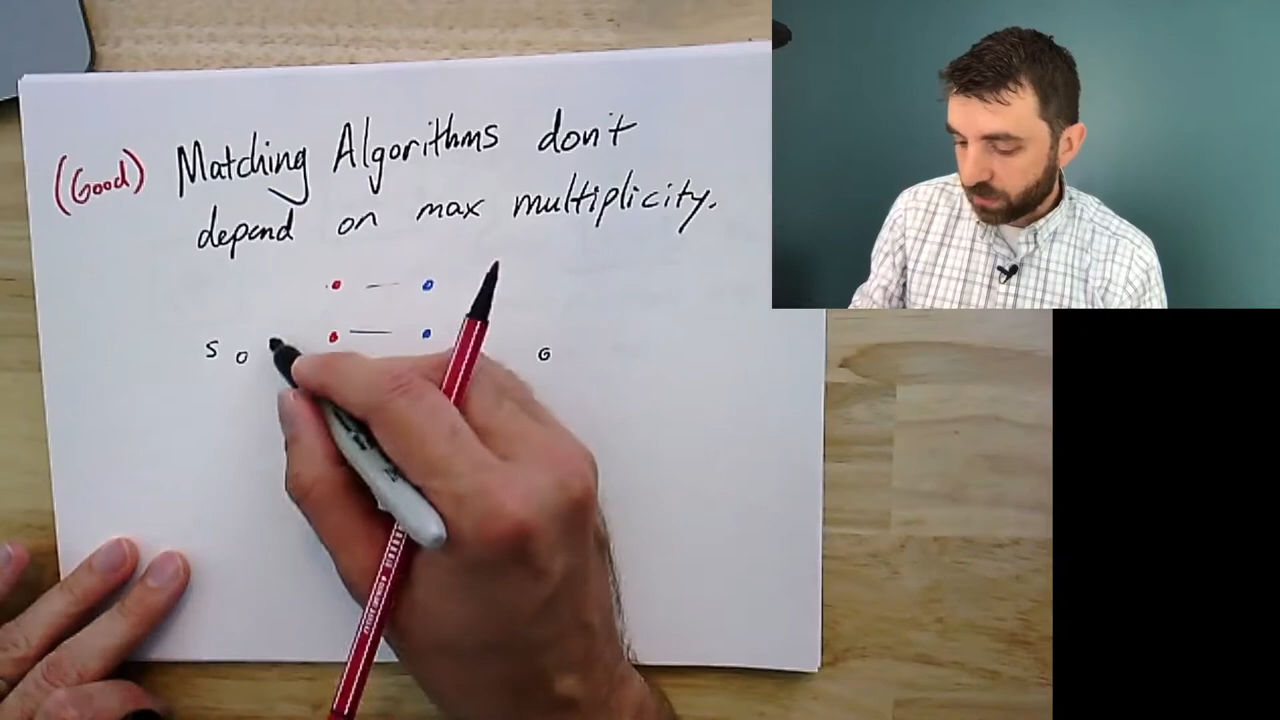 (Good) Matching Algorithms don't
depend on max multiplicity.
S G